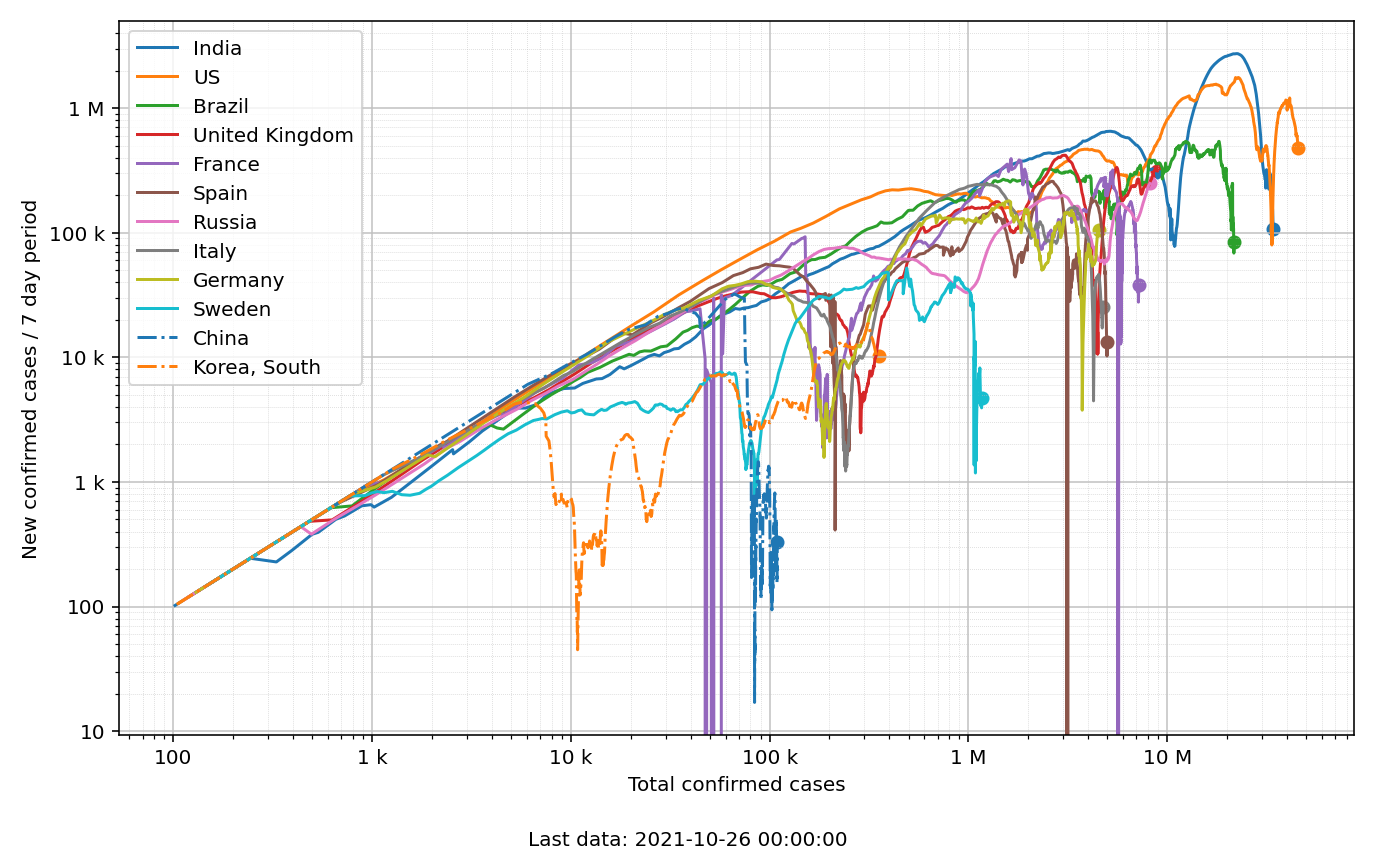 India
US
Brazil
United Kingdom
France
Spain
Russia
Italy
Germany
Sweden
China
Korea, South
New confirmed cases / 7 day period
1 M
100 k
10 k
1 k
100
10
100
1 k
10 k
100 k
1 M
10 M
Total confirmed cases
Last data: 2021-10-26 00:00:00